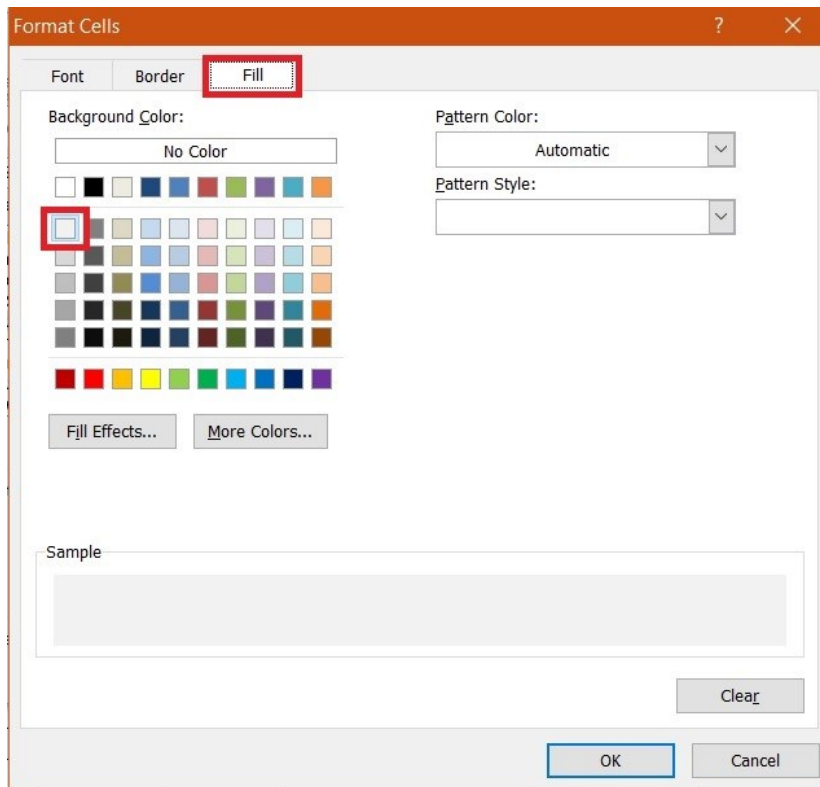 Format Cells ? ×
Font Border Fill
Background Color:
No Color
Pattern Color:
Automatic
Pattern Style:
Fill Effects... More Colors...
Sample
Clear
OK Cancel